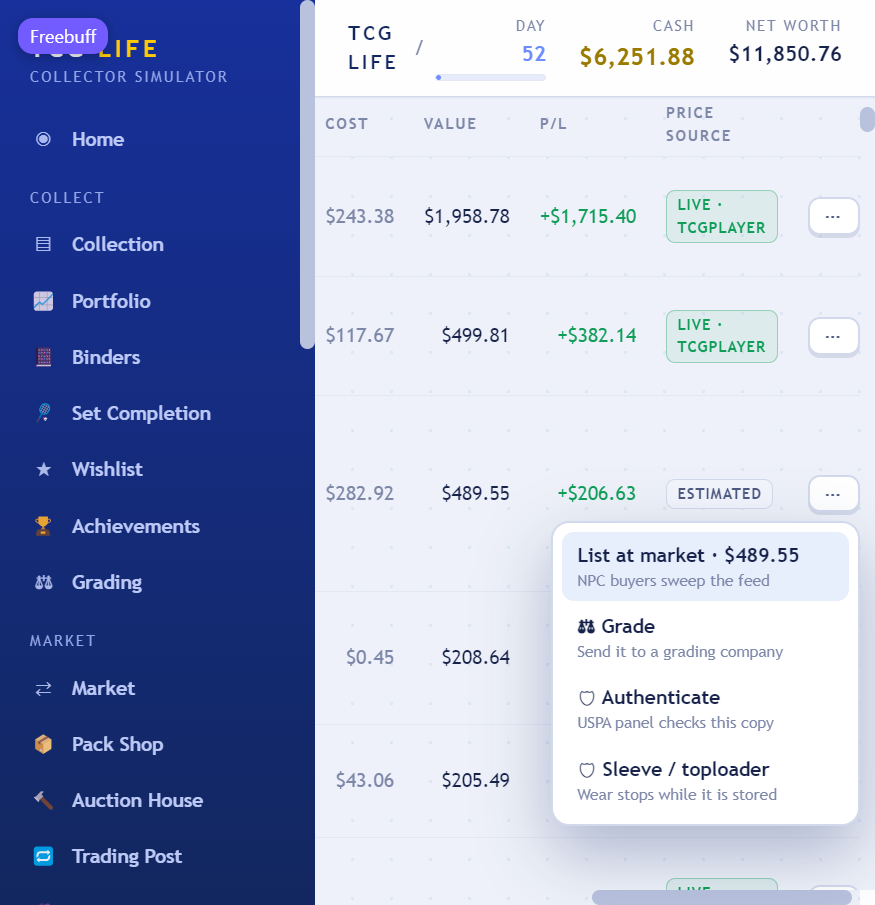 Freebuff
LIFE
COLLECTOR SIMULATOR
Home
COLLECT
Collection
Portfolio
Binders
Set Completion
Wishlist
Achievements
Grading
MARKET
Market
Pack Shop
Auction House
Trading Post
TCG
LIFE
/
DAY
52
CASH
$6,251.88
NET WORTH
$11,850.76
COST VALUE P/L PRICE
SOURCE
$243.38 $1,958.78 +$1,715.40 LIVE ·
TCGPLAYER
···
$117.67 $499.81 +$382.14 LIVE ·
TCGPLAYER
···
$282.92 $489.55 +$206.63 ESTIMATED ···
List at market · $489.55
NPC buyers sweep the feed
Grade
Send it to a grading company
Authenticate
USPA panel checks this copy
Sleeve / toploader
Wear stops while it is stored
$0.45 $208.64
$43.06 $205.49
LIVE ·